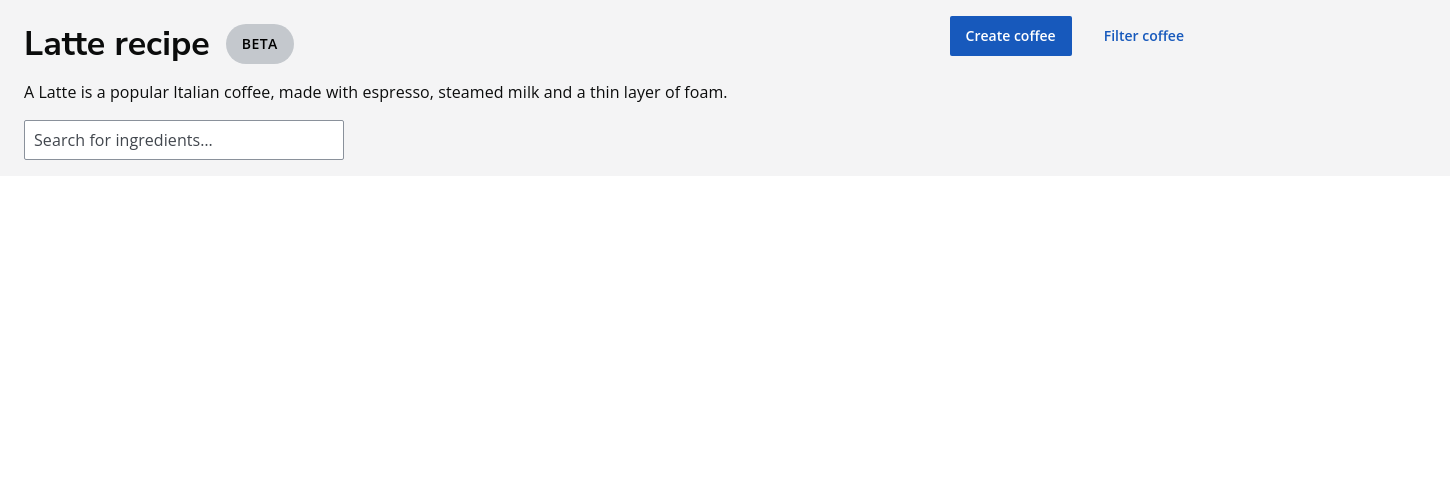 Latte recipe
BETA
Create coffee
Filter coffee
A Latte is a popular Italian coffee, made with espresso, steamed milk and a thin layer of foam.
Search for ingredients...